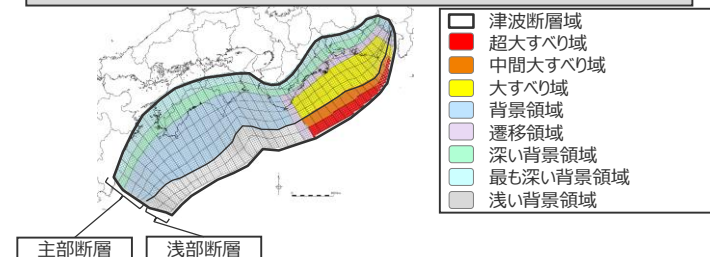 津波断層域
超大すべり域
中間大すべり域
大すべり域
背景領域
遷移領域
深い背景領域
最も深い背景領域
浅い背景領域
主部断層
浅部断層